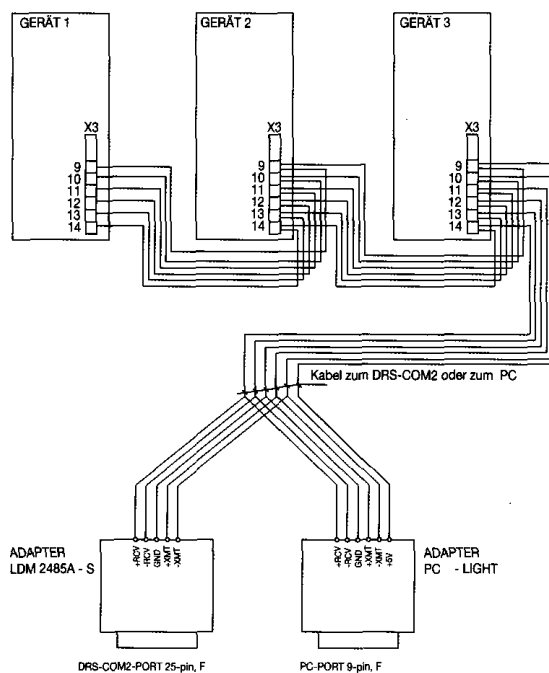 GERÄT 1
GERÄT 2
GERÄT 3
X3
X3
X3
9
10
11
12
13
14
9
10
11
12
13
14
9
10
11
12
13
14
Kabel zum DRS-COM2 oder zum PC
ADAPTER
LDM 2485A - S
+RCV
-RCV
GND
+XMT
-XMT
+RCV
-RCV
GND
+XMT
-XMT
+5V
ADAPTER
PC - LIGHT
DRS-COM2-PORT 25-pin, F
PC-PORT 9-pin, F